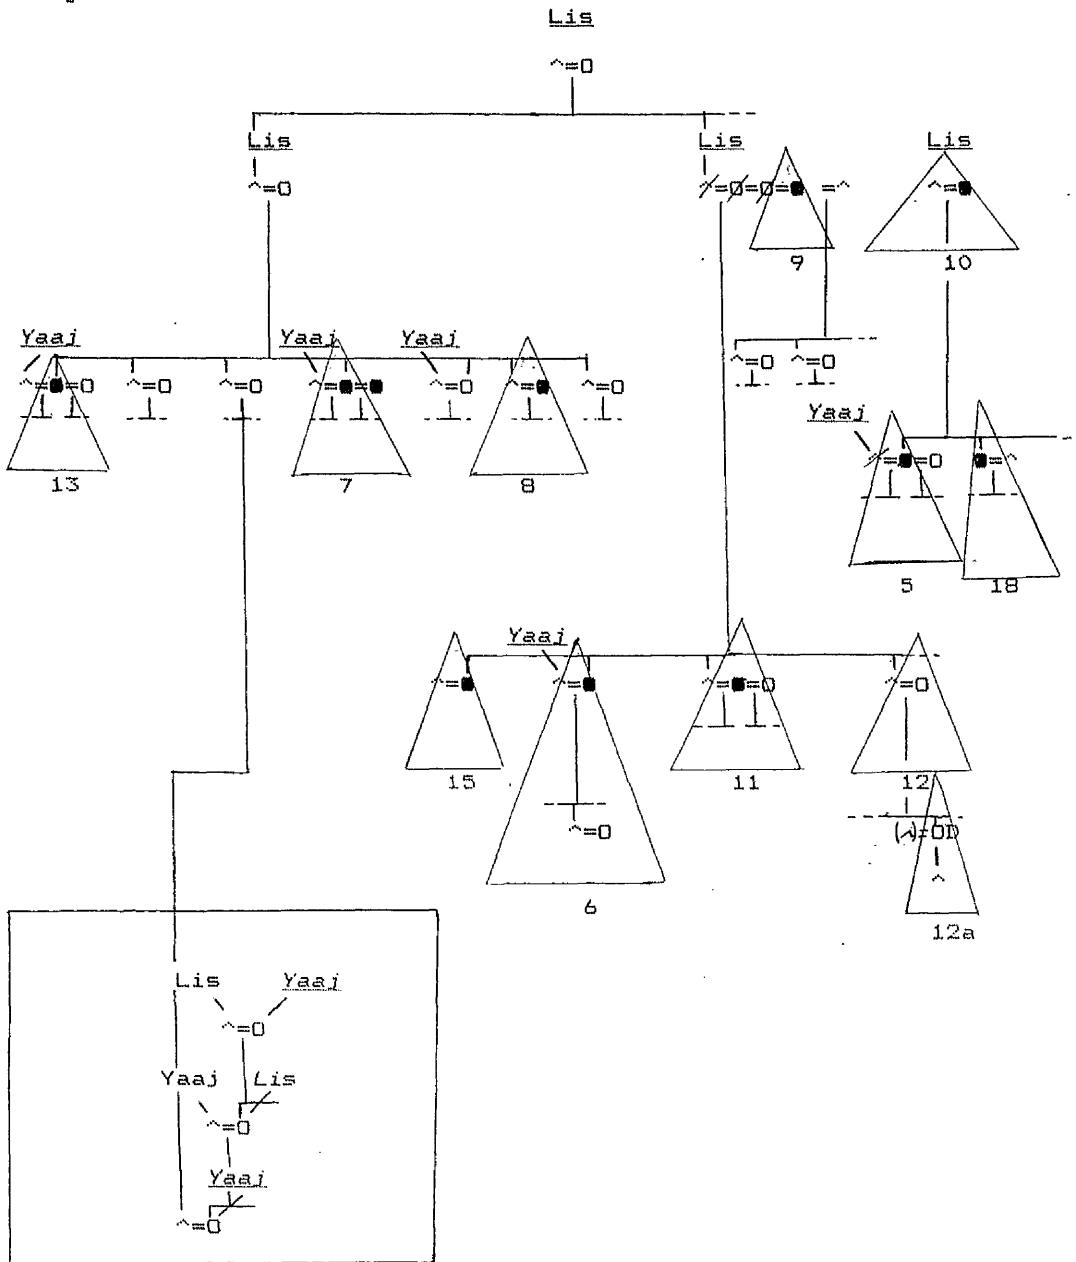 Lis
^=O
Lis Lis Lis
^=O ^=O=O=■ =^ ^=■
9 10
Yaaj Yaaj Yaaj
^=■=O ^=O ^=O ^=■=■ ^=O ^=■ ^=O ^=O ^=O
Yaaj
13 7 8 ^=■=O ■=^
5 18
Yaaj
^=■ ^=■ ^=■=O ^=O
15 11 12
^=O (^)=OD
^
6
12a
Lis Yaaj
^=O
Yaaj Lis
^=O
Yaaj
^=O